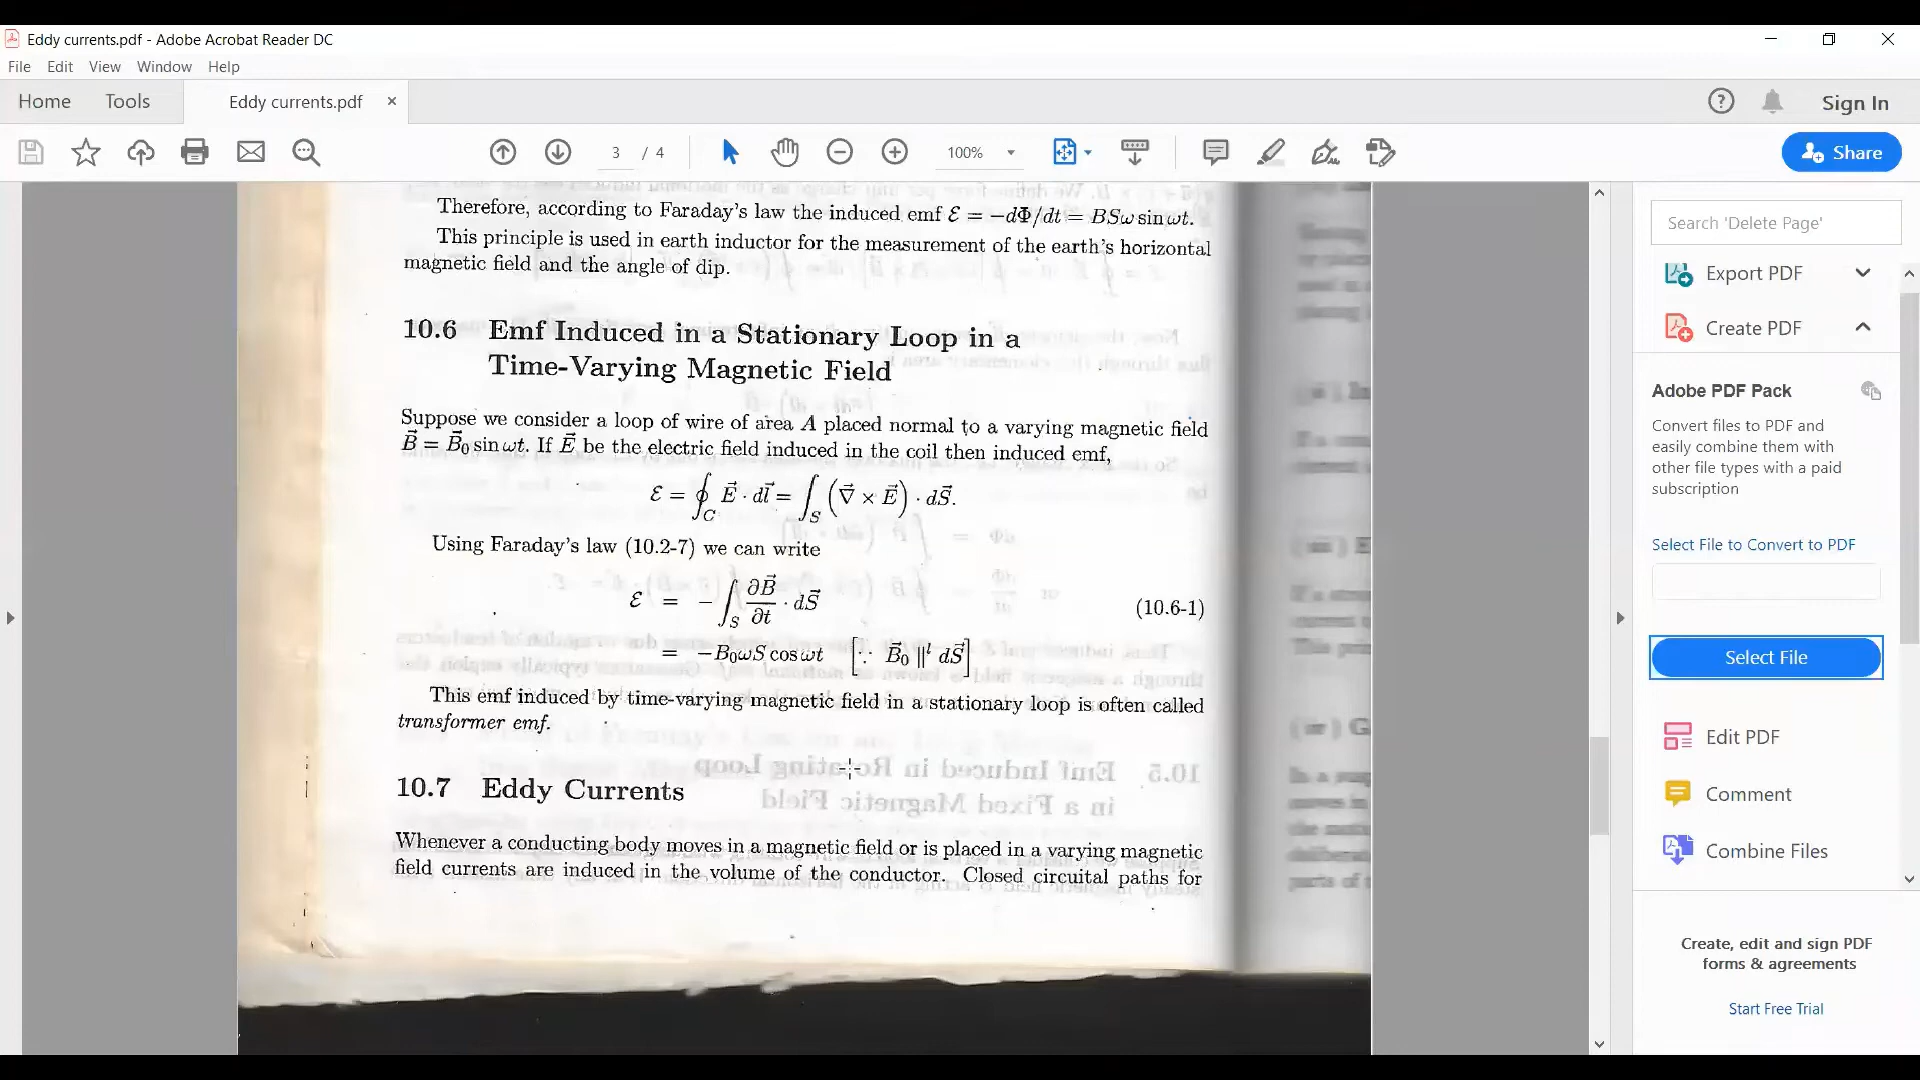 Eddy currents.pdf - Adobe Acrobat Reader DC
File Edit View Window Help
Home Tools Eddy currents.pdf × Sign In
3 / 4 100% Share
Therefore, according to Faraday's law the induced emf ℰ = −dΦ/dt = BSω sin ωt.
This principle is used in earth inductor for the measurement of the earth's horizontal
magnetic field and the angle of dip.
10.6 Emf Induced in a Stationary Loop in a
Time-Varying Magnetic Field
Suppose we consider a loop of wire of area A placed normal to a varying magnetic field
B⃗ = B⃗₀ sin ωt. If E⃗ be the electric field induced in the coil then induced emf,
ℰ = ∮_C E⃗ · dl⃗ = ∫_S (∇⃗ × E⃗) · dS⃗.
Using Faraday's law (10.2-7) we can write
ℰ = −∫_S ∂B⃗/∂t · dS⃗ (10.6-1)
= −B₀ωS cos ωt [∵ B⃗₀ ∥ˡ dS⃗]
This emf induced by time-varying magnetic field in a stationary loop is often called
transformer emf.
10.7 Eddy Currents
Whenever a conducting body moves in a magnetic field or is placed in a varying magnetic
field currents are induced in the volume of the conductor. Closed circuital paths for
Search 'Delete Page'
Export PDF
Create PDF
Adobe PDF Pack
Convert files to PDF and
easily combine them with
other file types with a paid
subscription
Select File to Convert to PDF
Select File
Edit PDF
Comment
Combine Files
Create, edit and sign PDF
forms & agreements
Start Free Trial